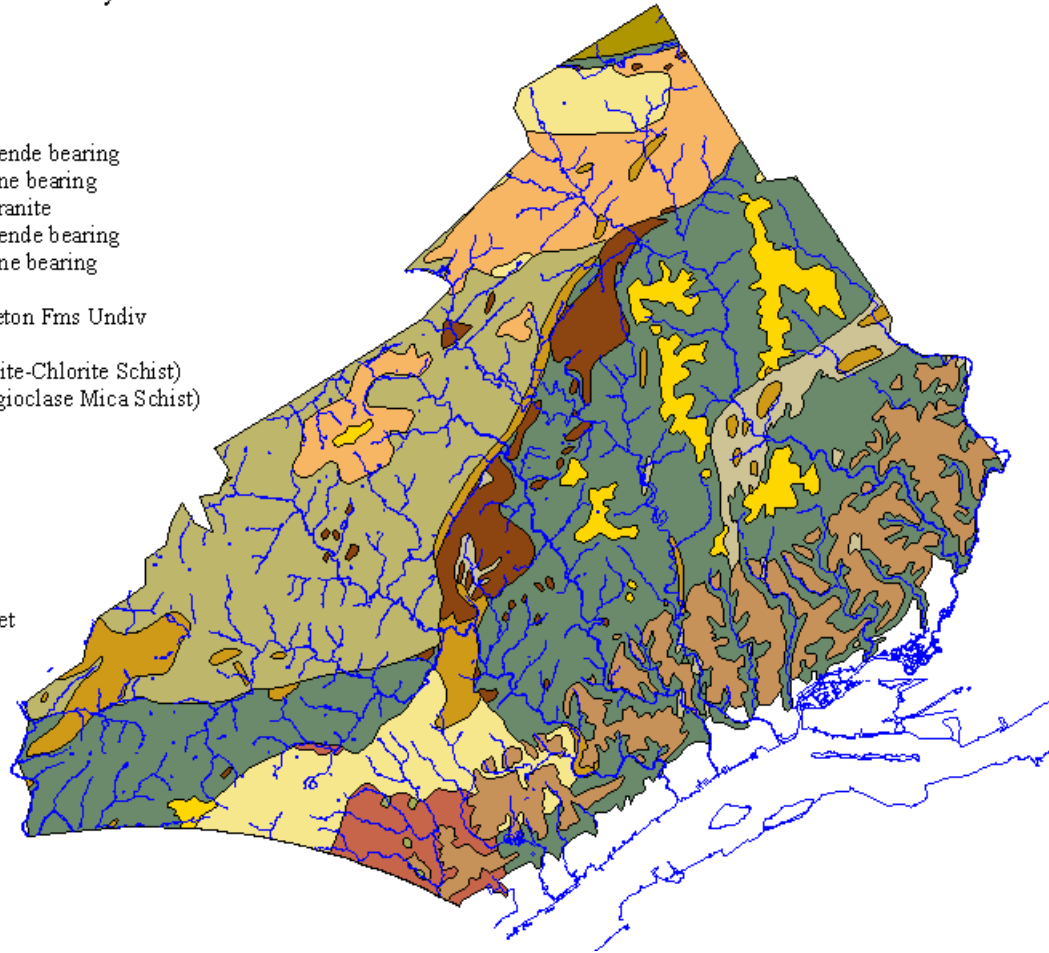 ende bearing
ne bearing
ranite
ende bearing
ne bearing
eton Fms Undiv
ite-Chlorite Schist)
gioclase Mica Schist)
et